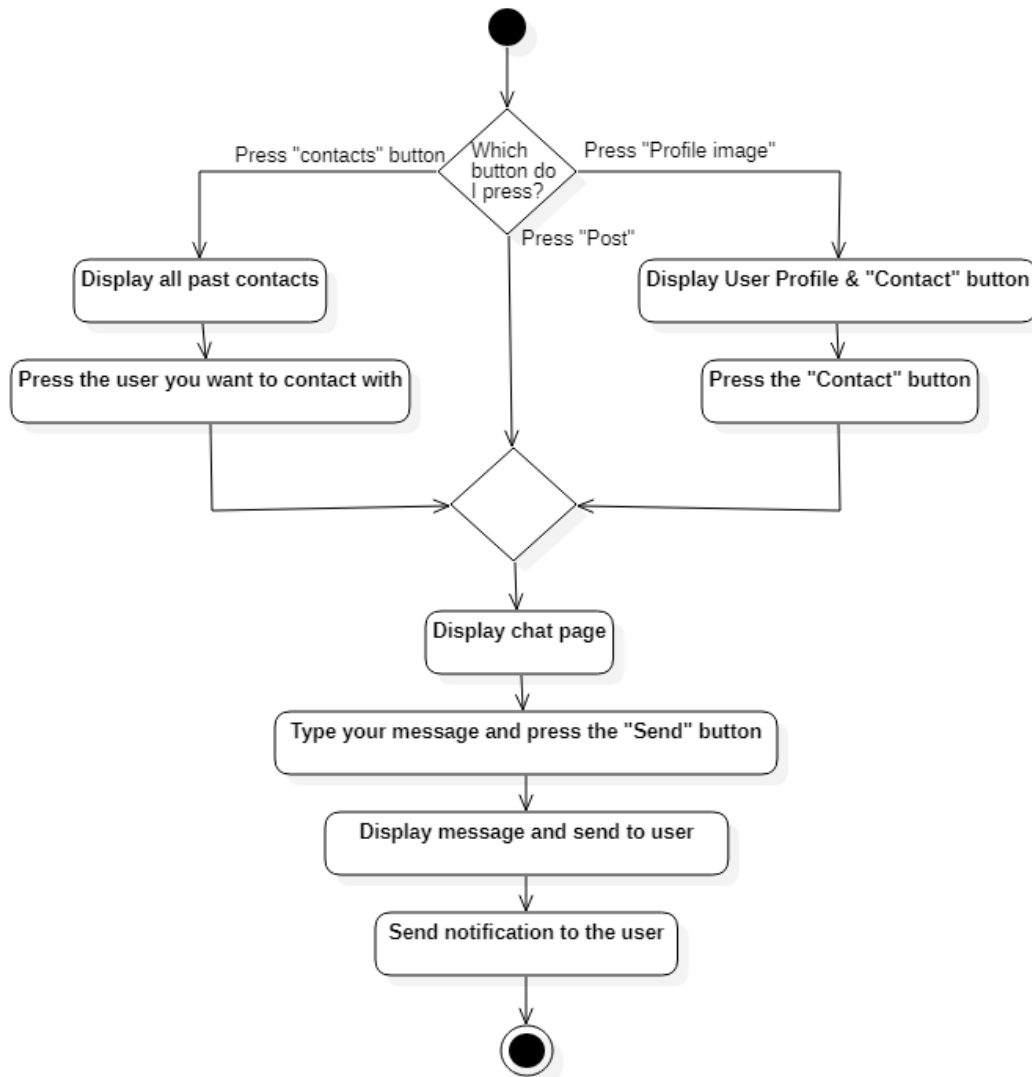 Press "contacts" button
Which
button do
I press?
Press "Profile image"
Press "Post"
Display all past contacts
Display User Profile & "Contact" button
Press the user you want to contact with
Press the "Contact" button
Display chat page
Type your message and press the "Send" button
Display message and send to user
Send notification to the user